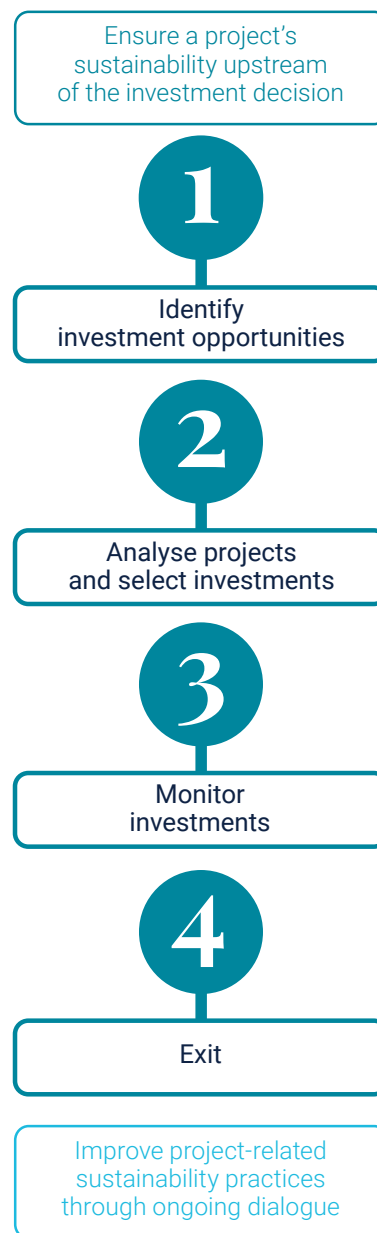 Ensure a project's
sustainability upstream
of the investment decision
1
Identify
investment opportunities
2
Analyse projects
and select investments
3
Monitor
investments
4
Exit
Improve project-related
sustainability practices
through ongoing dialogue